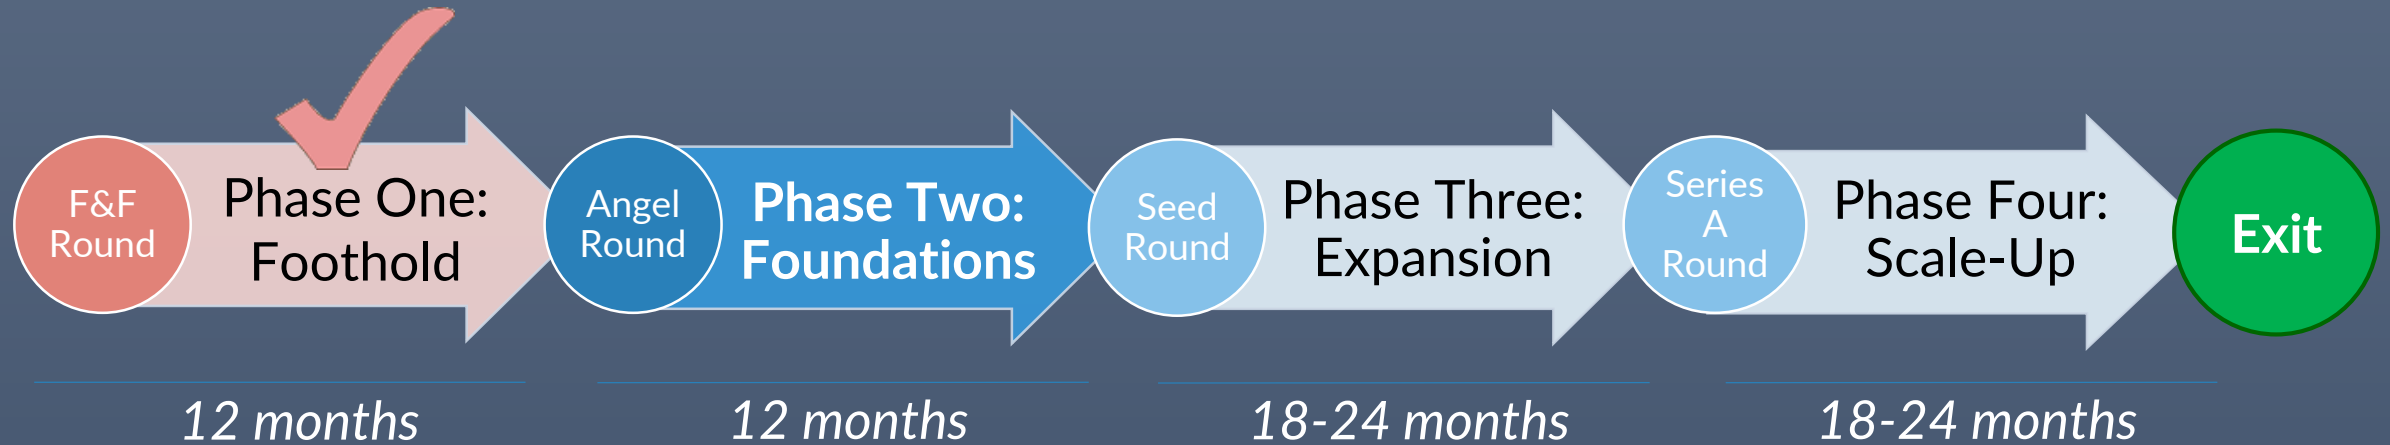 F&F
Round
Phase One:
Foothold
Angel
Round
Phase Two:
Foundations
Seed
Round
Phase Three:
Expansion
Series
A
Round
Phase Four:
Scale-Up
Exit
12 months
12 months
18-24 months
18-24 months